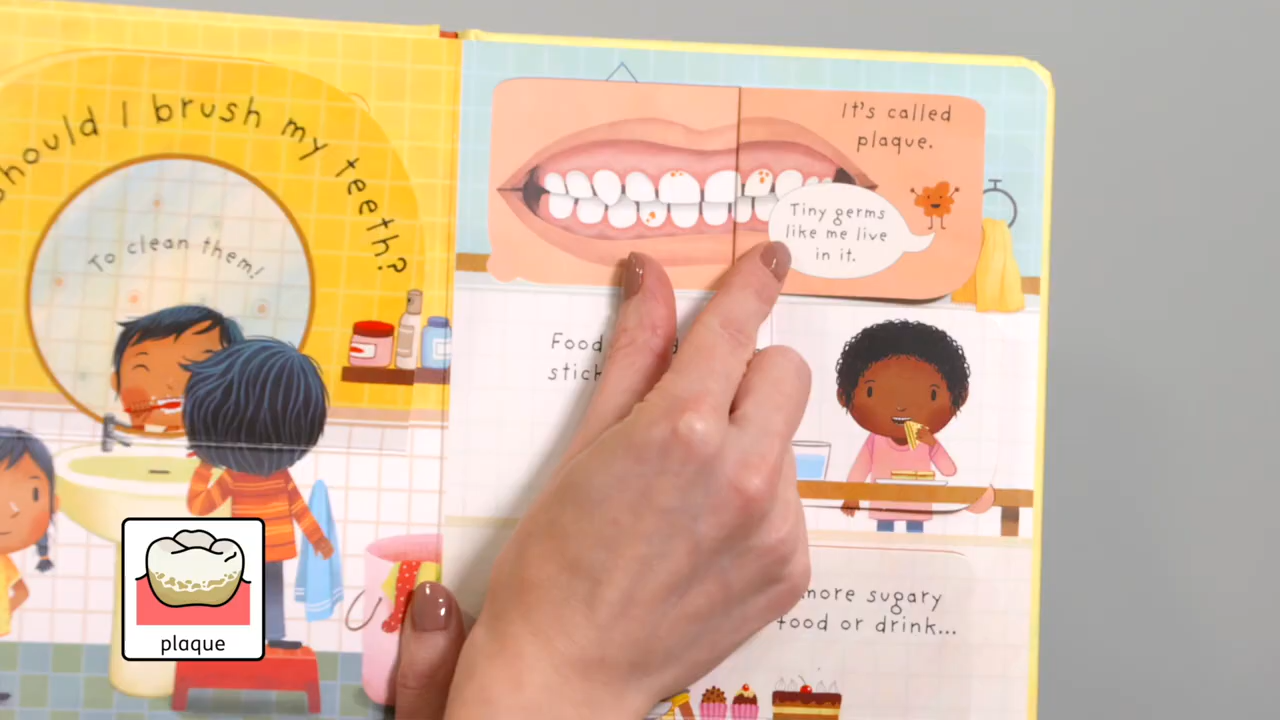 should I brush my teeth?
To clean them!
plaque
It's called
plaque.
Tiny germs
like me live
in it.
Food
more sugary
food or drink...